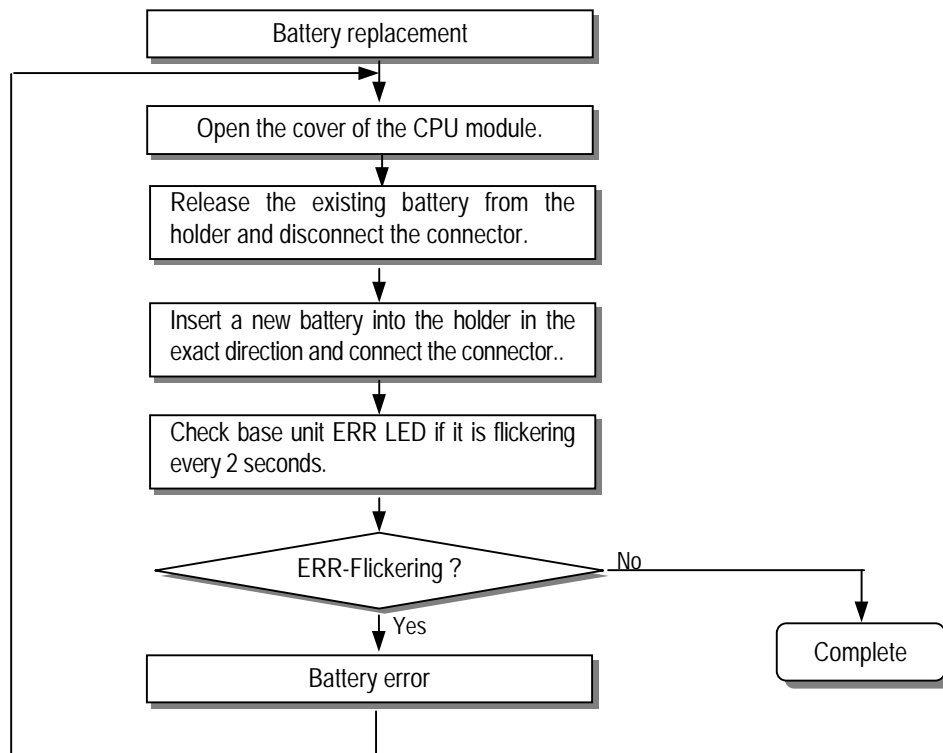 Battery replacement
Open the cover of the CPU module.
Release the existing battery from the
holder and disconnect the connector.
Insert a new battery into the holder in the
exact direction and connect the connector..
Check base unit ERR LED if it is flickering
every 2 seconds.
ERR-Flickering ?
No
Yes
Complete
Battery error